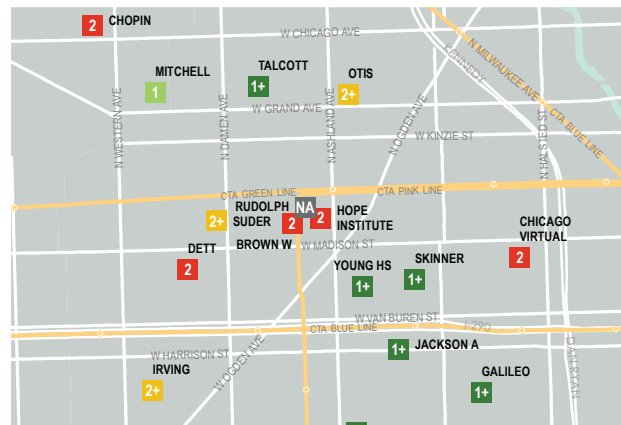 2 CHOPIN
W CHICAGO AVE
N MILWAUKEE AVE
KENNEDY
MITCHELL
1
TALCOTT
1+
OTIS
2+
N WESTERN AVE
N DAMEN AVE
N ASHLAND AVE
N OGDEN AVE
N HALSTED ST
CTA BLUE LINE
W GRAND AVE
W KINZIE ST
CTA GREEN LINE
CTA PINK LINE
RUDOLPH
NA
2+
SUDER
2
2
HOPE
INSTITUTE
BROWN W
W MADISON ST
DETT
2
CHICAGO
VIRTUAL
2
YOUNG HS
1+
SKINNER
1+
W VAN BUREN ST
CTA BLUE LINE
I-290
W HARRISON ST
W OGDEN AVE
DAN RYAN
1+
JACKSON A
IRVING
2+
GALILEO
1+